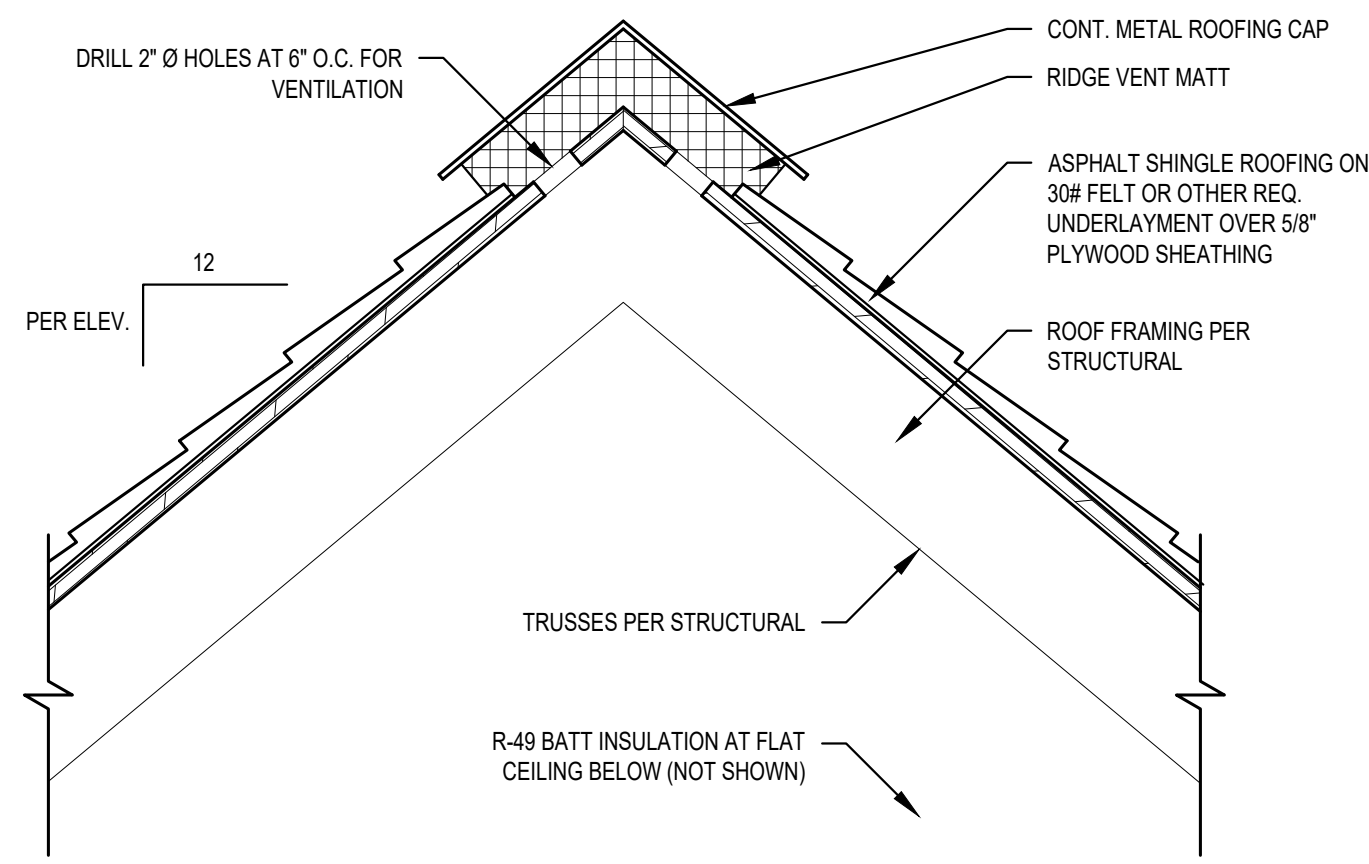 DRILL 2" Ø HOLES AT 6" O.C. FOR
VENTILATION
CONT. METAL ROOFING CAP
RIDGE VENT MATT
ASPHALT SHINGLE ROOFING ON
30# FELT OR OTHER REQ.
UNDERLAYMENT OVER 5/8"
PLYWOOD SHEATHING
12
PER ELEV.
ROOF FRAMING PER
STRUCTURAL
TRUSSES PER STRUCTURAL
R-49 BATT INSULATION AT FLAT
CEILING BELOW (NOT SHOWN)